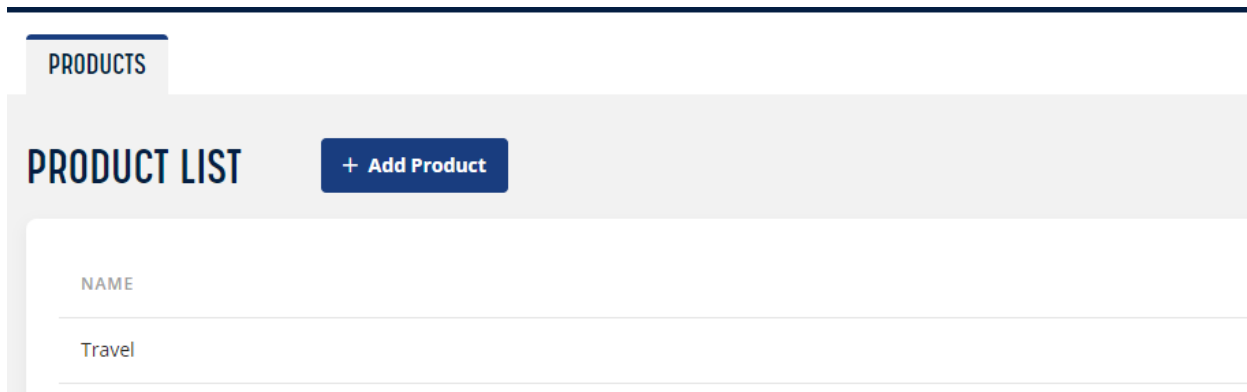 PRODUCTS
PRODUCT LIST
+ Add Product
NAME
Travel